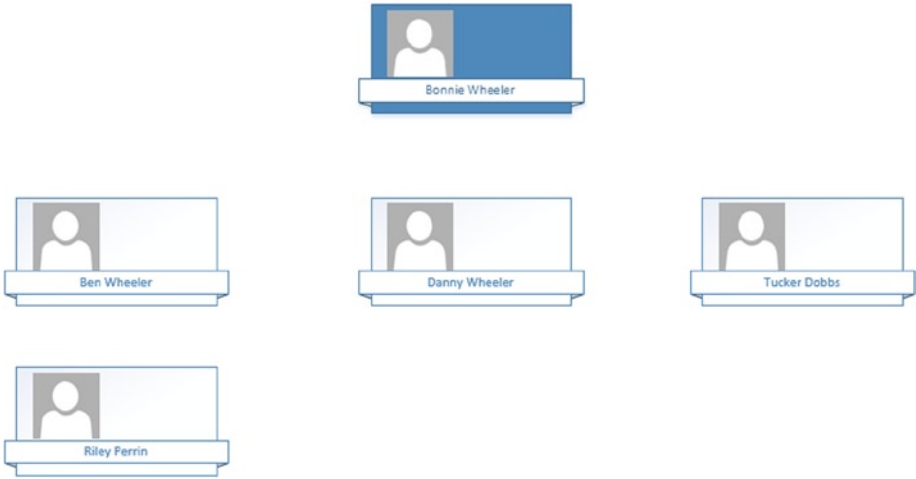 Bonnie Wheeler
Ben Wheeler
Danny Wheeler
Tucker Dobbs
Riley Perrin